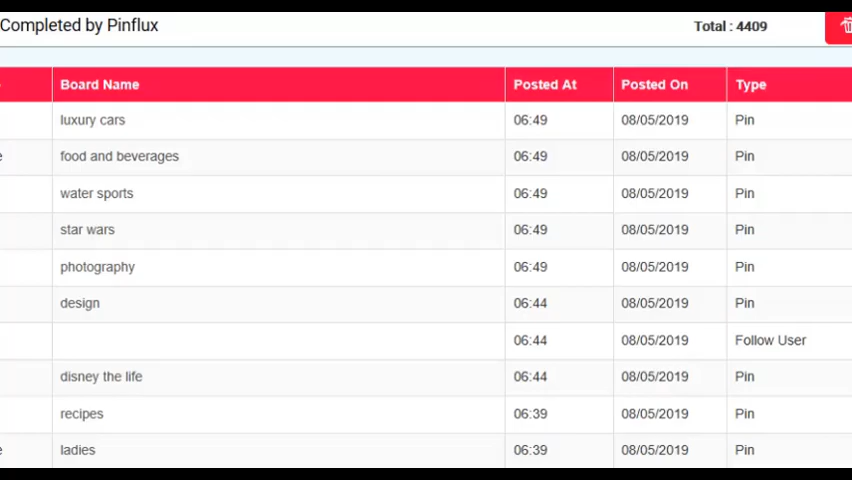 Completed by Pinflux Total : 4409
Board Name Posted At Posted On Type
luxury cars 06:49 08/05/2019 Pin
food and beverages 06:49 08/05/2019 Pin
water sports 06:49 08/05/2019 Pin
star wars 06:49 08/05/2019 Pin
photography 06:49 08/05/2019 Pin
design 06:44 08/05/2019 Pin
06:44 08/05/2019 Follow User
disney the life 06:44 08/05/2019 Pin
recipes 06:39 08/05/2019 Pin
ladies 06:39 08/05/2019 Pin